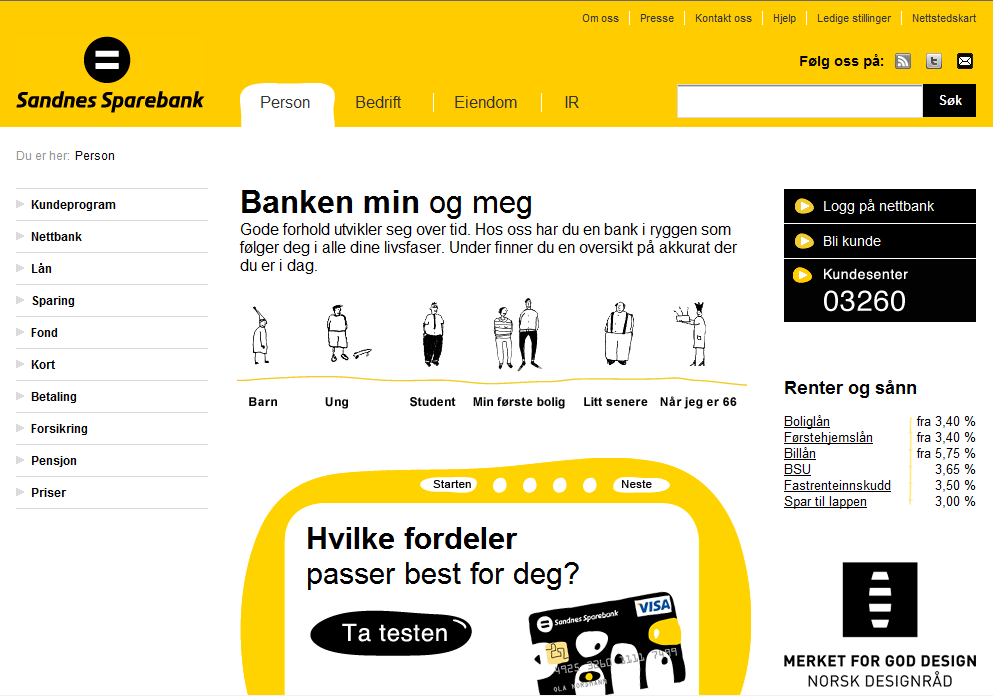 Om oss Presse Kontakt oss Hjelp Ledige stillinger Nettstedskart
Følg oss på:
Sandnes Sparebank
Person Bedrift Eiendom IR
Søk
Du er her: Person
Kundeprogram
Nettbank
Lån
Sparing
Fond
Kort
Betaling
Forsikring
Pensjon
Priser
Banken min og meg
Gode forhold utvikler seg over tid. Hos oss har du en bank i ryggen som
følger deg i alle dine livsfaser. Under finner du en oversikt på akkurat der
du er i dag.
Barn Ung Student Min første bolig Litt senere Når jeg er 66
Starten Neste
Hvilke fordeler
passer best for deg?
Ta testen
Sandnes Sparebank VISA
4925 3260 1111 7699
OLA NORDMANN
Logg på nettbank
Bli kunde
Kundesenter
03260
Renter og sånn
Boliglån fra 3,40 %
Førstehjemslån fra 3,40 %
Billån fra 5,75 %
BSU 3,65 %
Fastrenteinnskudd 3,50 %
Spar til lappen 3,00 %
MERKET FOR GOD DESIGN
NORSK DESIGNRÅD